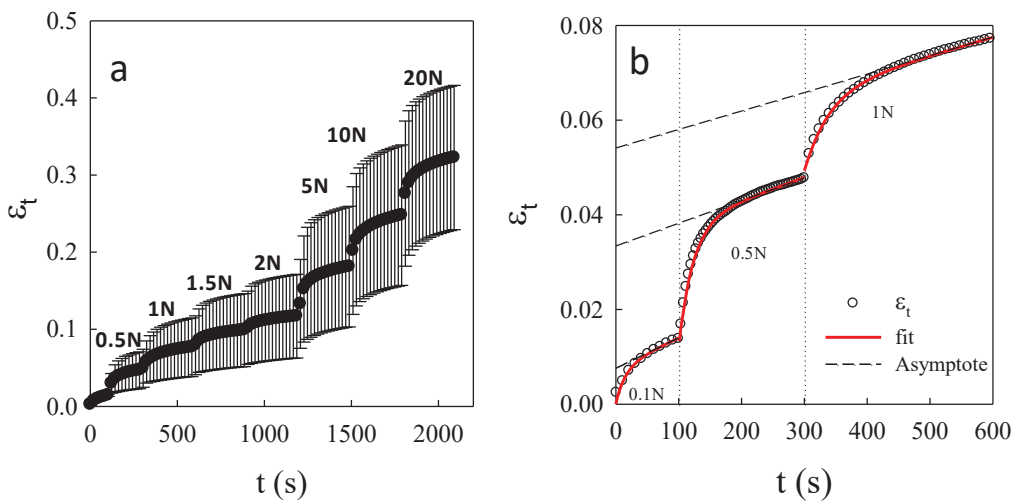 a
0.5
0.4
0.3
0.2
0.1
0.0
0.5N
1N
1.5N
2N
5N
10N
20N
0 500 1000 1500 2000
t (s)
εt
b
0.08
0.06
0.04
0.02
0.00
0.1N
0.5N
1N
εt
fit
Asymptote
0 100 200 300 400 500 600
t (s)
εt